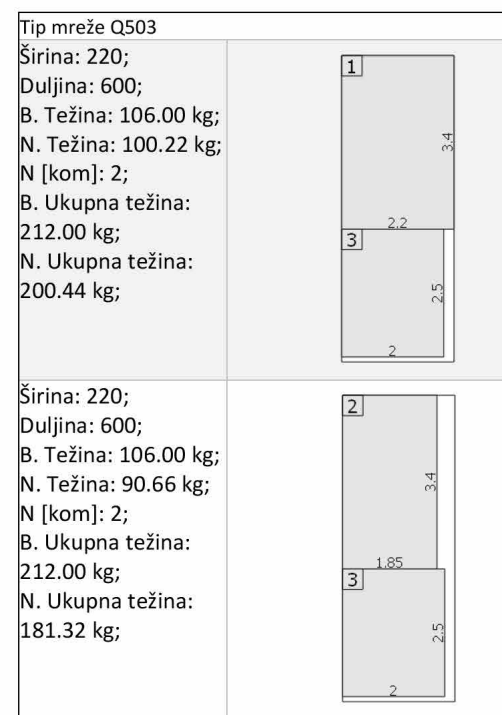 Tip mreže Q503
Širina: 220;
Duljina: 600;
B. Težina: 106.00 kg;
N. Težina: 100.22 kg;
N [kom]: 2;
B. Ukupna težina:
212.00 kg;
N. Ukupna težina:
200.44 kg;
1
3.4
2.2
3
2.5
2
Širina: 220;
Duljina: 600;
B. Težina: 106.00 kg;
N. Težina: 90.66 kg;
N [kom]: 2;
B. Ukupna težina:
212.00 kg;
N. Ukupna težina:
181.32 kg;
2
3.4
1.85
3
2.5
2